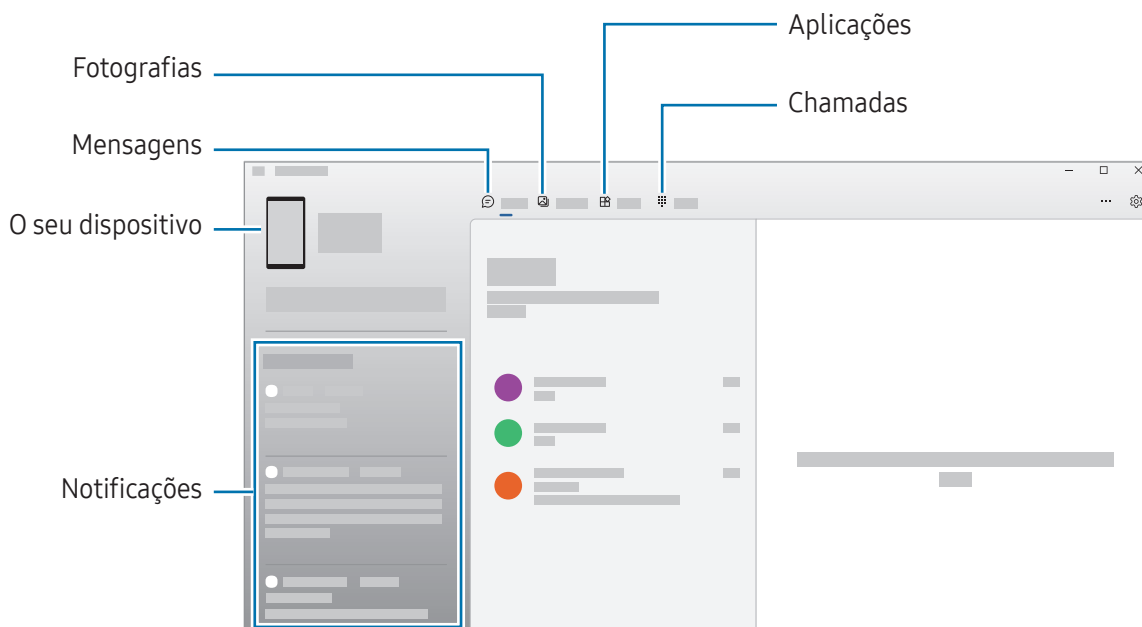 Aplicações
Fotografias
Chamadas
Mensagens
O seu dispositivo
Notificações